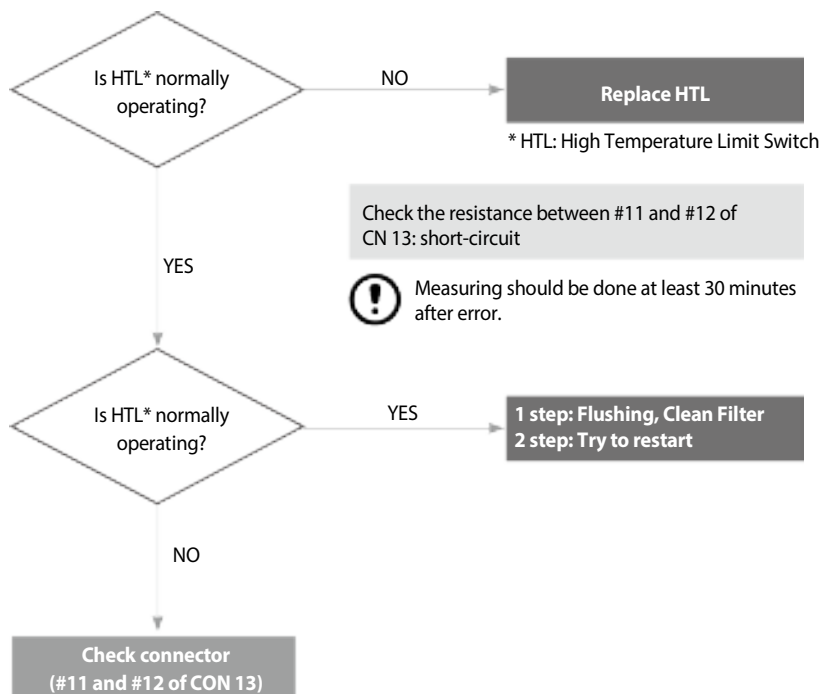 Is HTL* normally
operating?
NO
Replace HTL
* HTL: High Temperature Limit Switch
Check the resistance between #11 and #12 of
CN 13: short-circuit
YES
Measuring should be done at least 30 minutes
after error.
Is HTL* normally
operating?
YES
1 step: Flushing, Clean Filter
2 step: Try to restart
NO
Check connector
(#11 and #12 of CON 13)